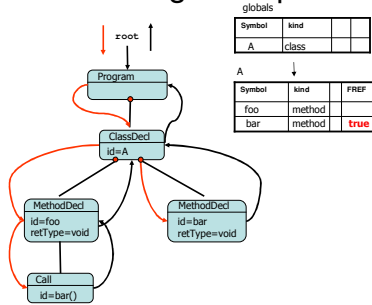 globals
Symbol kind
A class
A
Symbol kind FREF
foo method
bar method true
root
Program
ClassDecl
id=A
MethodDecl
id=foo
retType=void
MethodDecl
id=bar
retType=void
Call
id=bar()